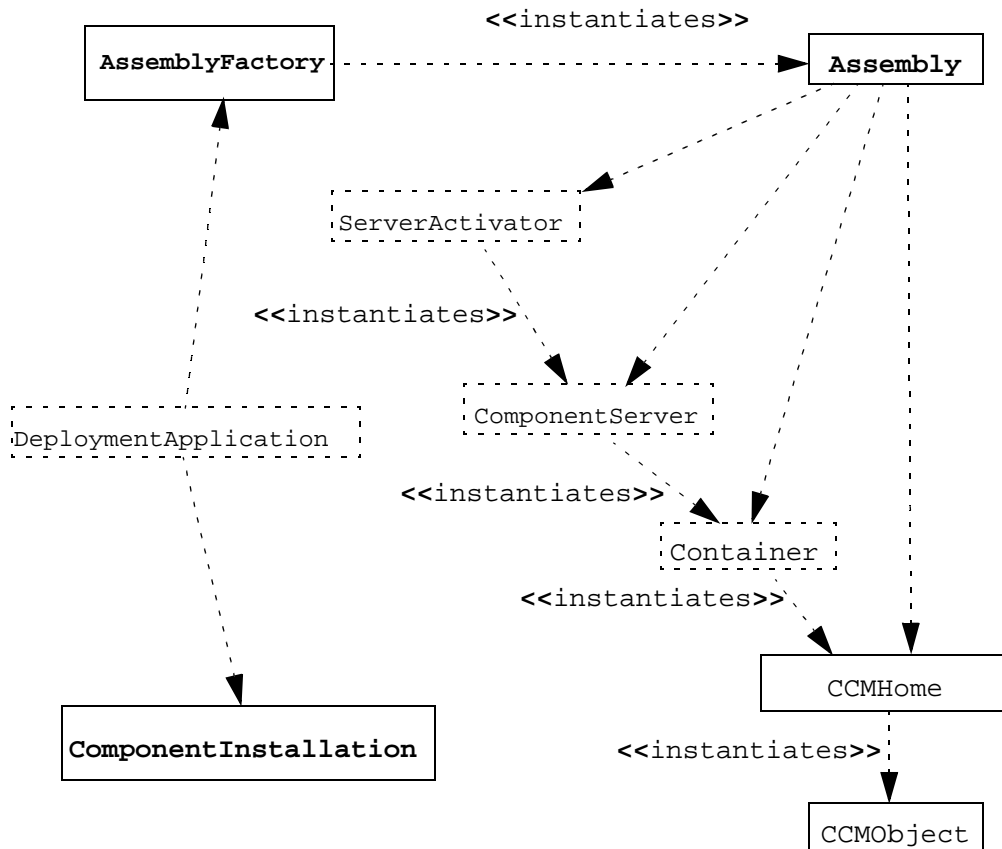 <<instantiates>>
AssemblyFactory
Assembly
ServerActivator
<<instantiates>>
ComponentServer
DeploymentApplication
<<instantiates>>
Container
<<instantiates>>
CCMHome
ComponentInstallation
<<instantiates>>
CCMObject